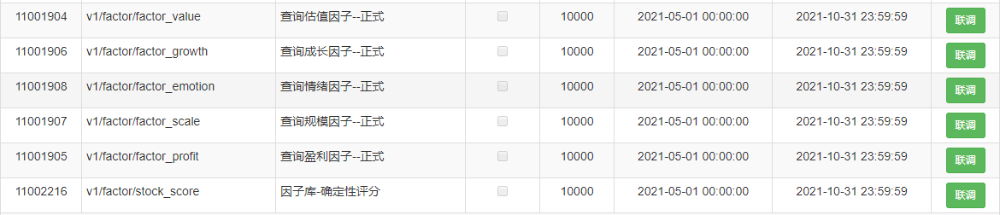 11001904 v1/factor/factor_value 查询估值因子--正式 10000 2021-05-01 00:00:00 2021-10-31 23:59:59 联调
11001906 v1/factor/factor_growth 查询成长因子--正式 10000 2021-05-01 00:00:00 2021-10-31 23:59:59 联调
11001908 v1/factor/factor_emotion 查询情绪因子--正式 10000 2021-05-01 00:00:00 2021-10-31 23:59:59 联调
11001907 v1/factor/factor_scale 查询规模因子--正式 10000 2021-05-01 00:00:00 2021-10-31 23:59:59 联调
11001905 v1/factor/factor_profit 查询盈利因子--正式 10000 2021-05-01 00:00:00 2021-10-31 23:59:59 联调
11002216 v1/factor/stock_score 因子库-确定性评分 10000 2021-05-01 00:00:00 2021-10-31 23:59:59 联调